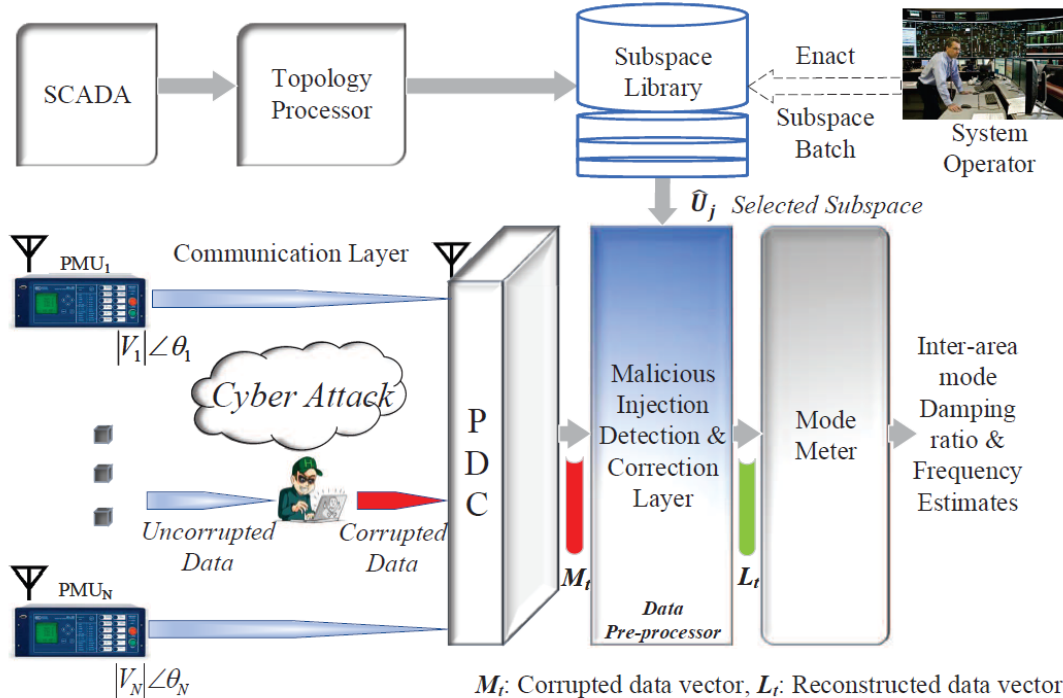 SCADA
Topology
Processor
Subspace
Library
Enact
Subspace
Batch
System
Operator
Û_j Selected Subspace
PMU₁
Communication Layer
|V₁|∠θ₁
Cyber Attack
Uncorrupted
Data
Corrupted
Data
PMU_N
|V_N|∠θ_N
P
D
C
M_t
Malicious
Injection
Detection &
Correction
Layer
Data
Pre-processor
L_t
Mode
Meter
Inter-area
mode
Damping
ratio &
Frequency
Estimates
M_t: Corrupted data vector, L_t: Reconstructed data vector